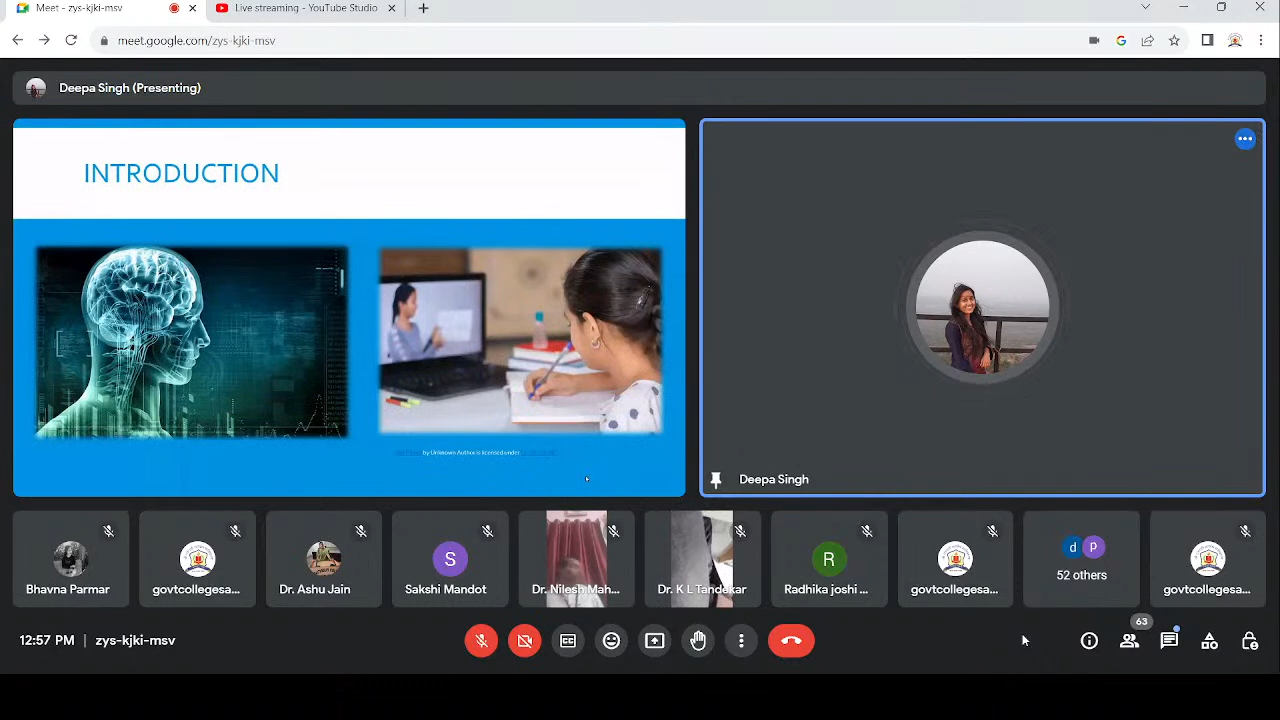 Meet - zys-kjki-msv
Live streaming - YouTube Studio
meet.google.com/zys-kjki-msv
Deepa Singh (Presenting)
INTRODUCTION
by Unknown Author is licensed under
Deepa Singh
Bhavna Parmar
govtcollegesa...
Dr. Ashu Jain
S
Sakshi Mandot
Dr. Nilesh Mah...
Dr. K L Tandekar
R
Radhika joshi ...
govtcollegesa...
d
p
52 others
govtcollegesa...
12:57 PM | zys-kjki-msv
63